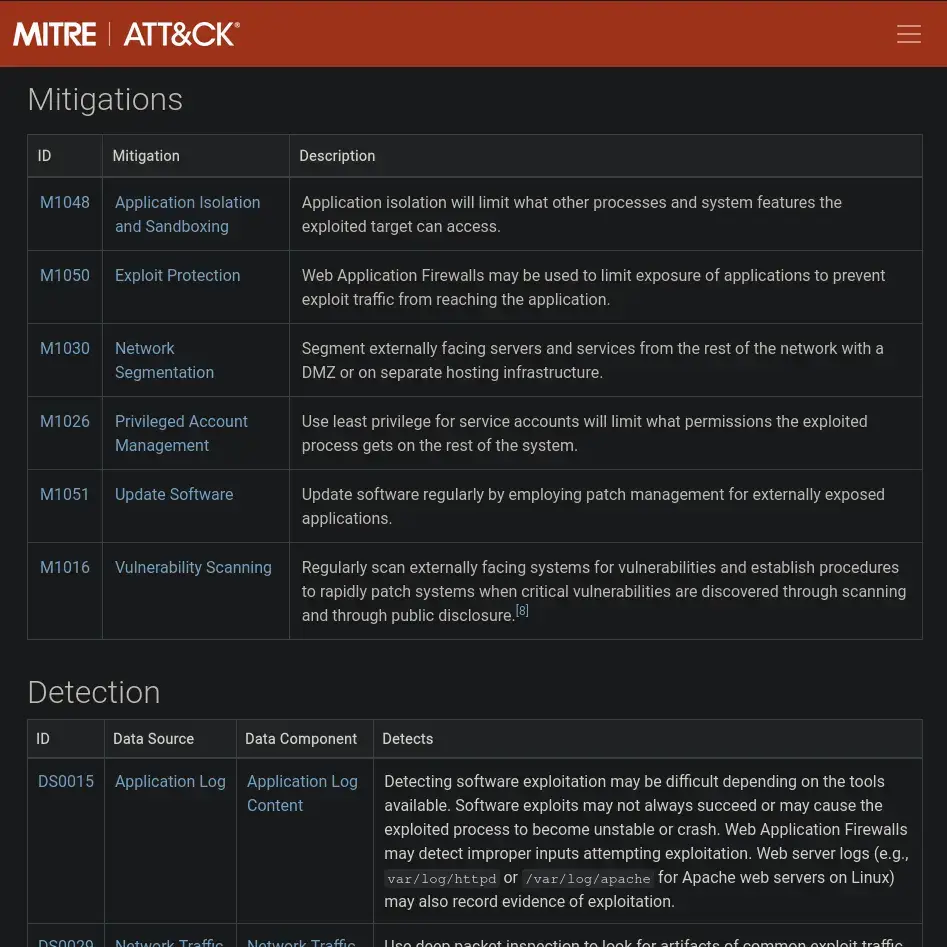 MITRE | ATT&CK®
Mitigations
ID Mitigation Description
M1048 Application Isolation and Sandboxing Application isolation will limit what other processes and system features the
exploited target can access.
M1050 Exploit Protection Web Application Firewalls may be used to limit exposure of applications to prevent
exploit traffic from reaching the application.
M1030 Network Segmentation Segment externally facing servers and services from the rest of the network with a
DMZ or on separate hosting infrastructure.
M1026 Privileged Account Management Use least privilege for service accounts will limit what permissions the exploited
process gets on the rest of the system.
M1051 Update Software Update software regularly by employing patch management for externally exposed
applications.
M1016 Vulnerability Scanning Regularly scan externally facing systems for vulnerabilities and establish procedures
to rapidly patch systems when critical vulnerabilities are discovered through scanning
and through public disclosure.[8]
Detection
ID Data Source Data Component Detects
DS0015 Application Log Application Log Content Detecting software exploitation may be difficult depending on the tools
available. Software exploits may not always succeed or may cause the
exploited process to become unstable or crash. Web Application Firewalls
may detect improper inputs attempting exploitation. Web server logs (e.g.,
var/log/httpd or /var/log/apache for Apache web servers on Linux)
may also record evidence of exploitation.
DS0029 Network Traffic Network Traffic Use deep packet inspection to look for artifacts of common exploit traffic